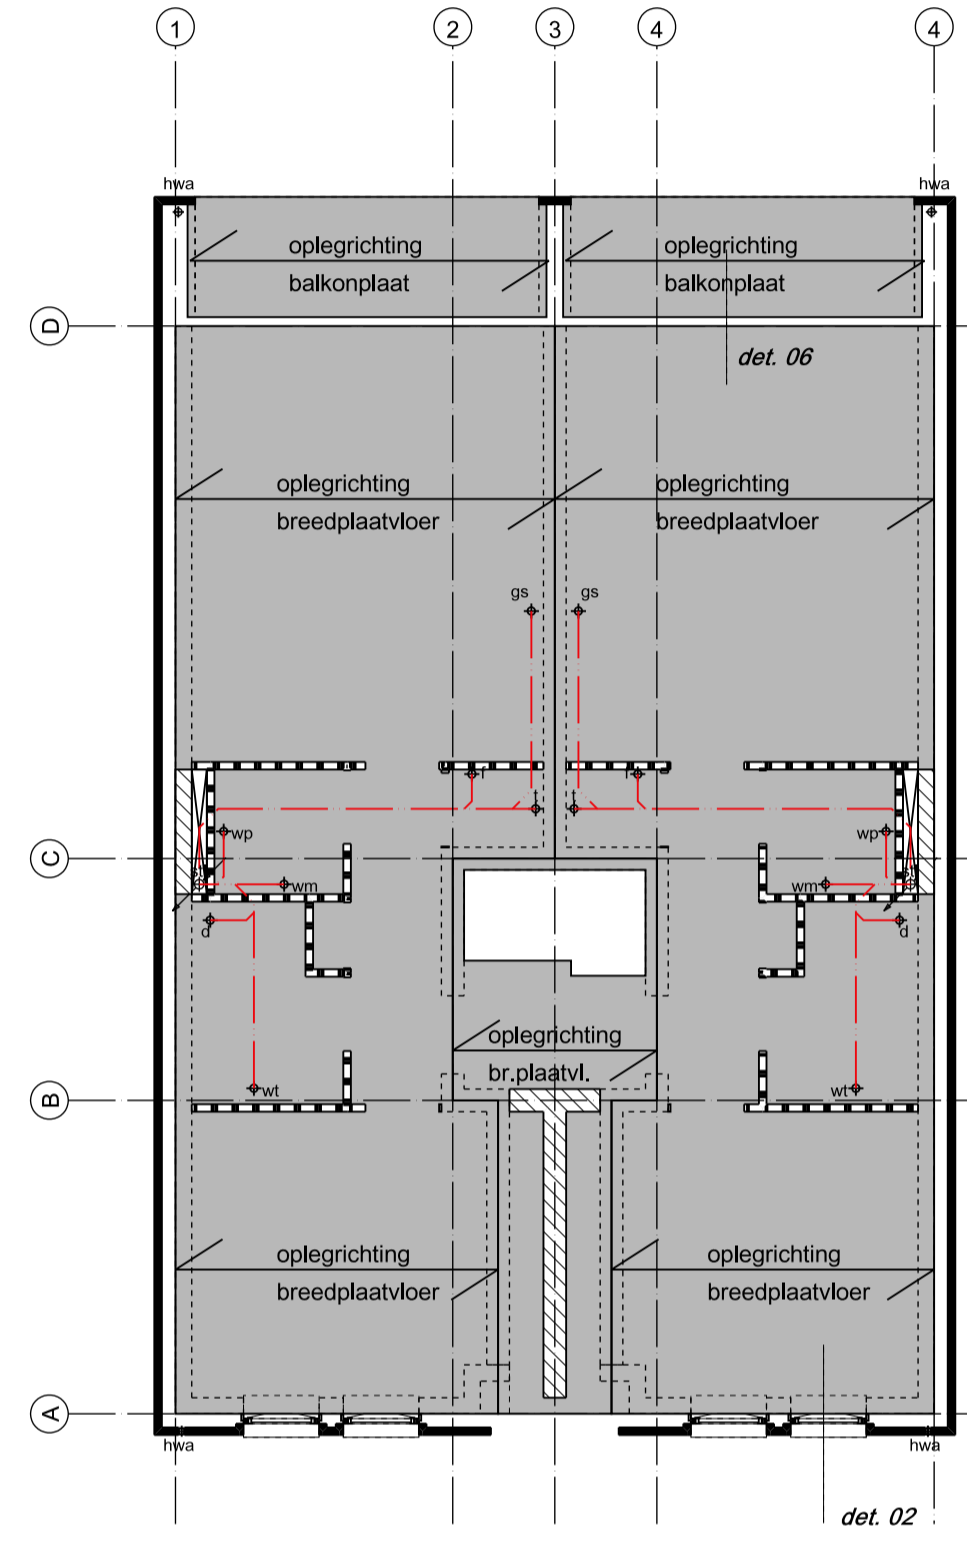 1 2 3 4 4
hwa hwa
oplegrichting oplegrichting
balkonplaat balkonplaat
D
det. 06
oplegrichting oplegrichting
breedplaatvloer breedplaatvloer
gs gs
f f
t t
wp wp
C
s s
wm wm
d d
oplegrichting
br.plaatvl.
wt wt
B
oplegrichting oplegrichting
breedplaatvloer breedplaatvloer
A
hwa hwa
det. 02